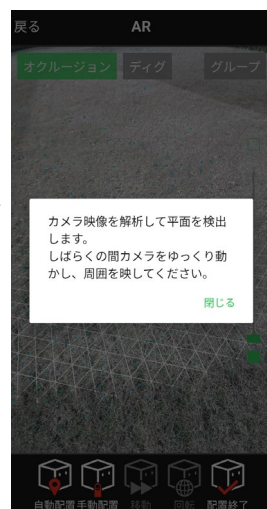 戻る AR
オクルージョン ディグ グループ
カメラ映像を解析して平面を検出
します。
しばらくの間カメラをゆっくり動
かし、周囲を映してください。
閉じる
自動配置 手動配置 移動 回転 配置終了